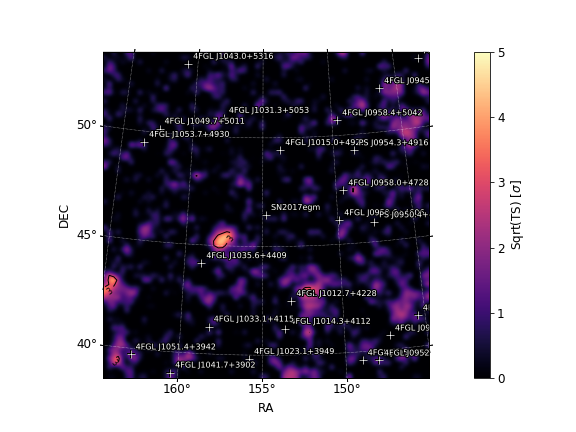 4FGL J1043.0+5316
4FGL J0945
4FGL J1031.3+5053
4FGL J0958.4+5042
4FGL J1049.7+5011
4FGL J1053.7+4930
4FGL J1015.0+49
PS J0954.3+4916
4FGL J0958.0+4728
SN2017egm
4FGL
PS J0950
4FGL J1035.6+4409
4FGL J1012.7+4228
4FGL J1033.1+4115
4FGL J1014.3+4112
4FGL J09
4FGL J1051.4+3942
4FGL J1023.1+3949
4FGL J0952
4FGL J1041.7+3902
3
3
3
50°
45°
40°
160°
155°
150°
RA
DEC
5
4
3
2
1
0
Sqrt(TS) [σ]